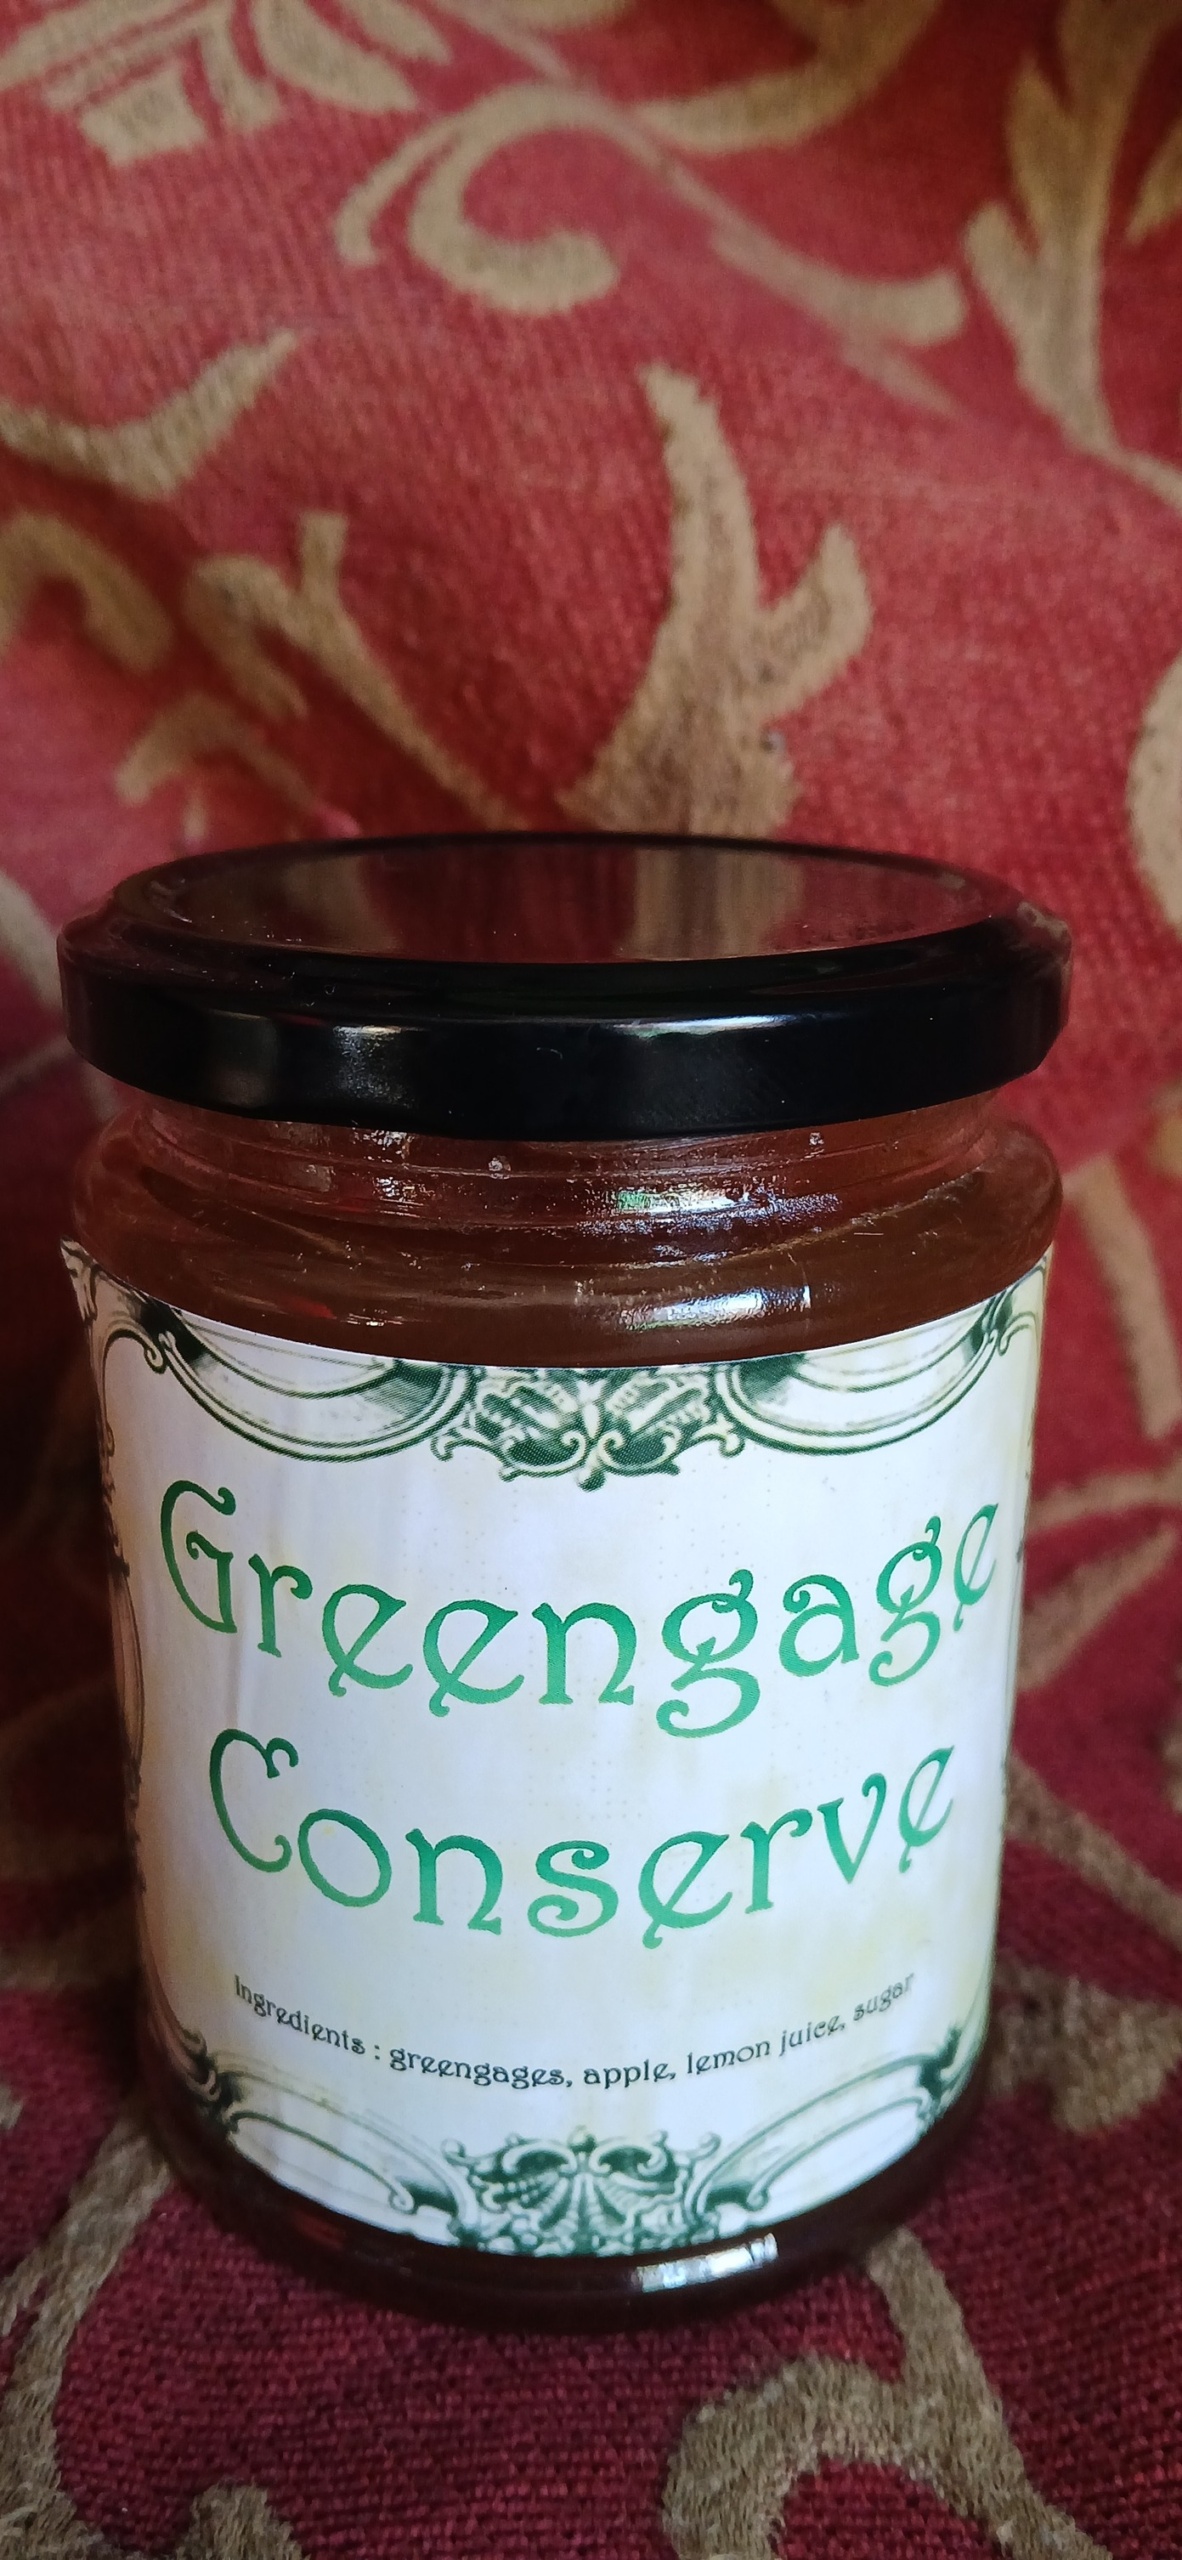 Greengage
Conserve
Ingredients : greengages, apple, lemon juice, sugar